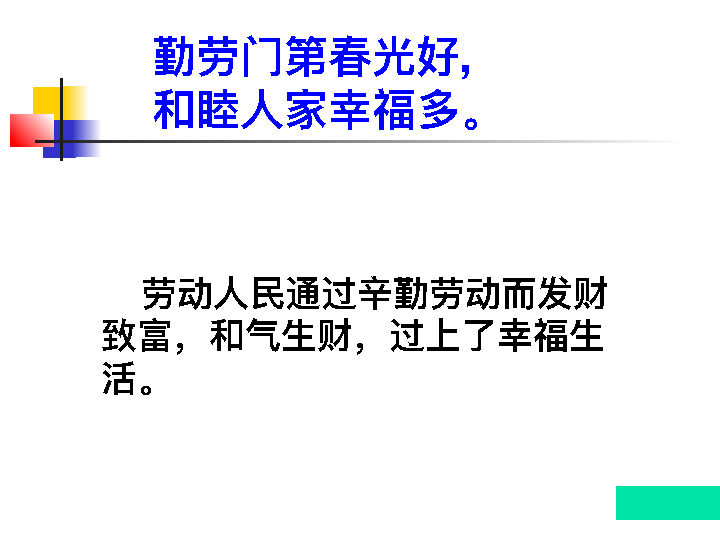 勤劳门第春光好,
和睦人家幸福多。
劳动人民通过辛勤劳动而发财
致富，和气生财，过上了幸福生
活。